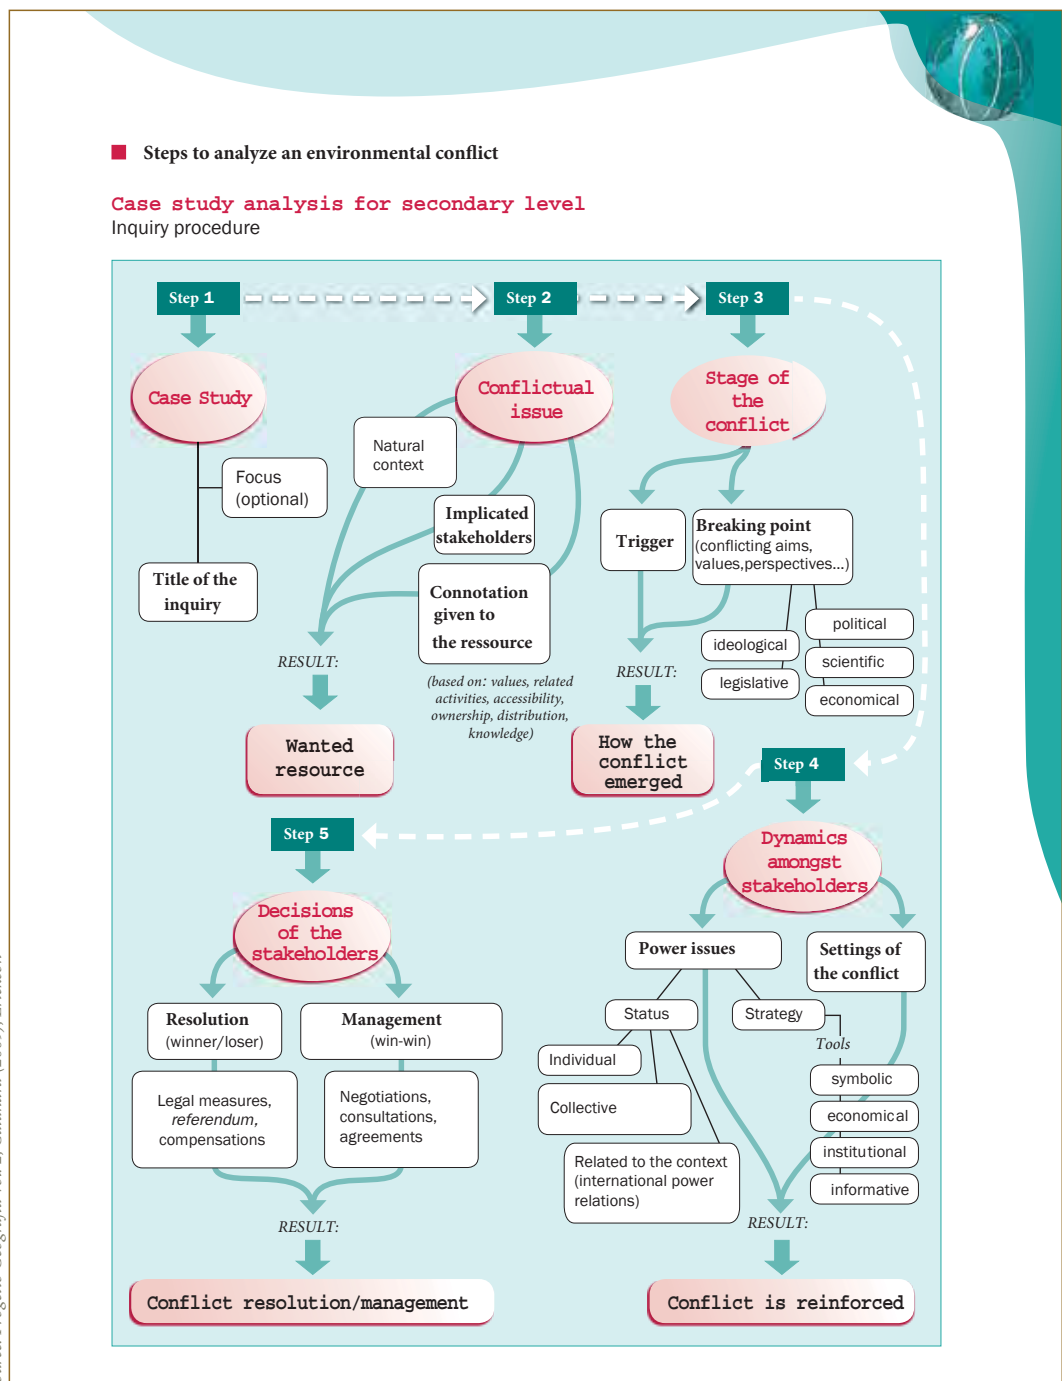 Steps to analyze an environmental conflict
Case study analysis for secondary level
Inquiry procedure
Step 1
Step 2
Step 3
Case Study
Conflictual
issue
Stage of
the
conflict
Natural
context
Focus
(optional)
Implicated
stakeholders
Trigger
Breaking point
(conflicting aims,
values,perspectives...)
Title of the
inquiry
Connotation
given to
the ressource
political
ideological
scientific
legislative
economical
RESULT:
(based on: values, related
activities, accessibility,
ownership, distribution,
knowledge)
RESULT:
Wanted
resource
How the
conflict
emerged
Step 4
Step 5
Dynamics
amongst
stakeholders
Decisions
of the
stakeholders
Power issues
Settings of
the conflict
Resolution
(winner/loser)
Management
(win-win)
Status
Strategy
Tools
Individual
Collective
Related to the context
(international power
relations)
symbolic
economical
institutional
informative
Legal measures,
referendum,
compensations
Negotiations,
consultations,
agreements
RESULT:
RESULT:
Conflict resolution/management
Conflict is reinforced